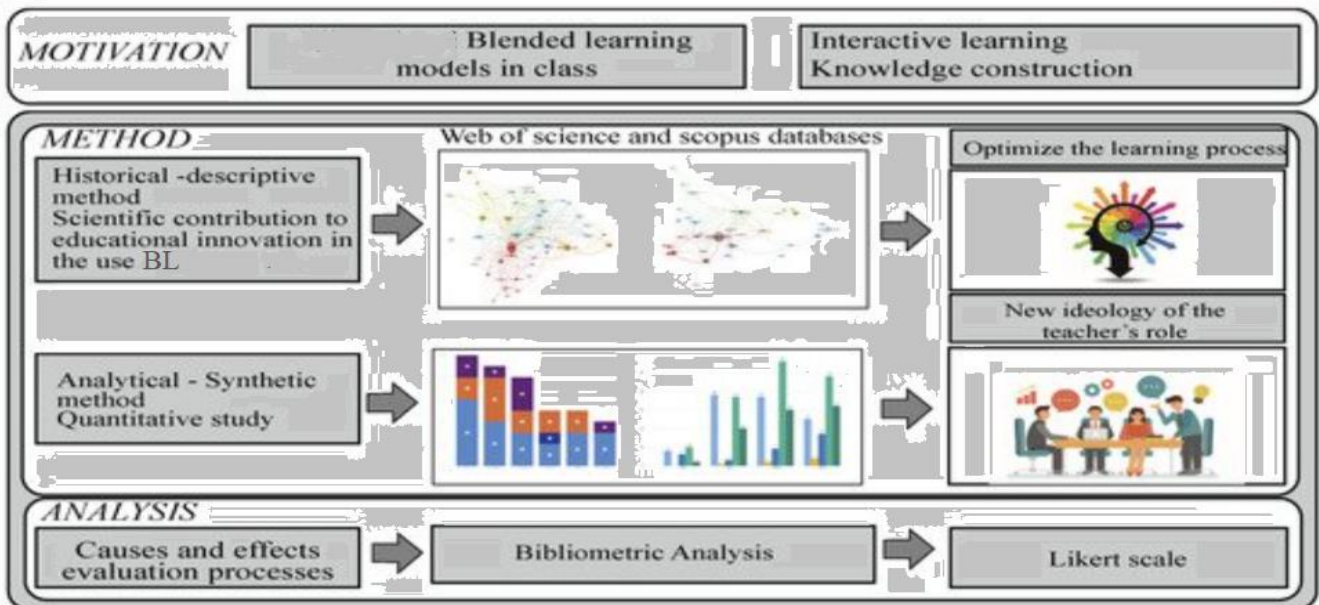 MOTIVATION
Blended learning
models in class
Interactive learning
Knowledge construction
METHOD
Historical -descriptive
method
Scientific contribution to
educational innovation in
the use BL
Web of science and scopus databases
Optimize the learning process
New ideology of the
teacher's role
Analytical - Synthetic
method
Quantitative study
ANALYSIS
Causes and effects
evaluation processes
Bibliometric Analysis
Likert scale